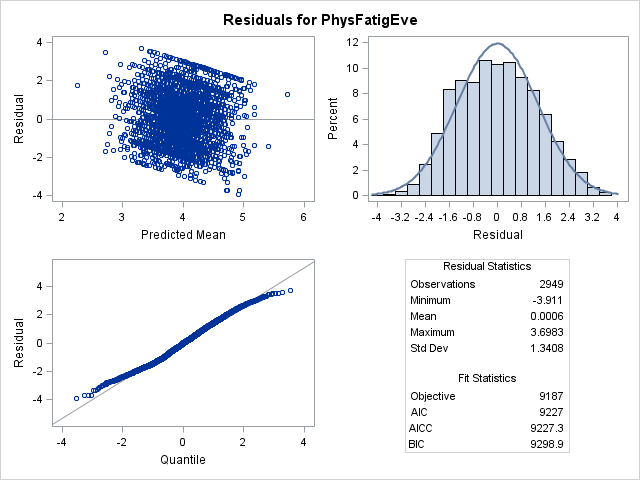 Residuals for PhysFatigEve
4
2
0
-2
-4
Residual
2 3 4 5 6
Predicted Mean
12
10
8
6
4
2
0
Percent
-4 -3.2 -2.4 -1.6 -0.8 0 0.8 1.6 2.4 3.2 4
Residual
4
2
0
-2
-4
Residual
-4 -2 0 2 4
Quantile
Residual Statistics
Observations 2949
Minimum -3.911
Mean 0.0006
Maximum 3.6983
Std Dev 1.3408
Fit Statistics
Objective 9187
AIC 9227
AICC 9227.3
BIC 9298.9